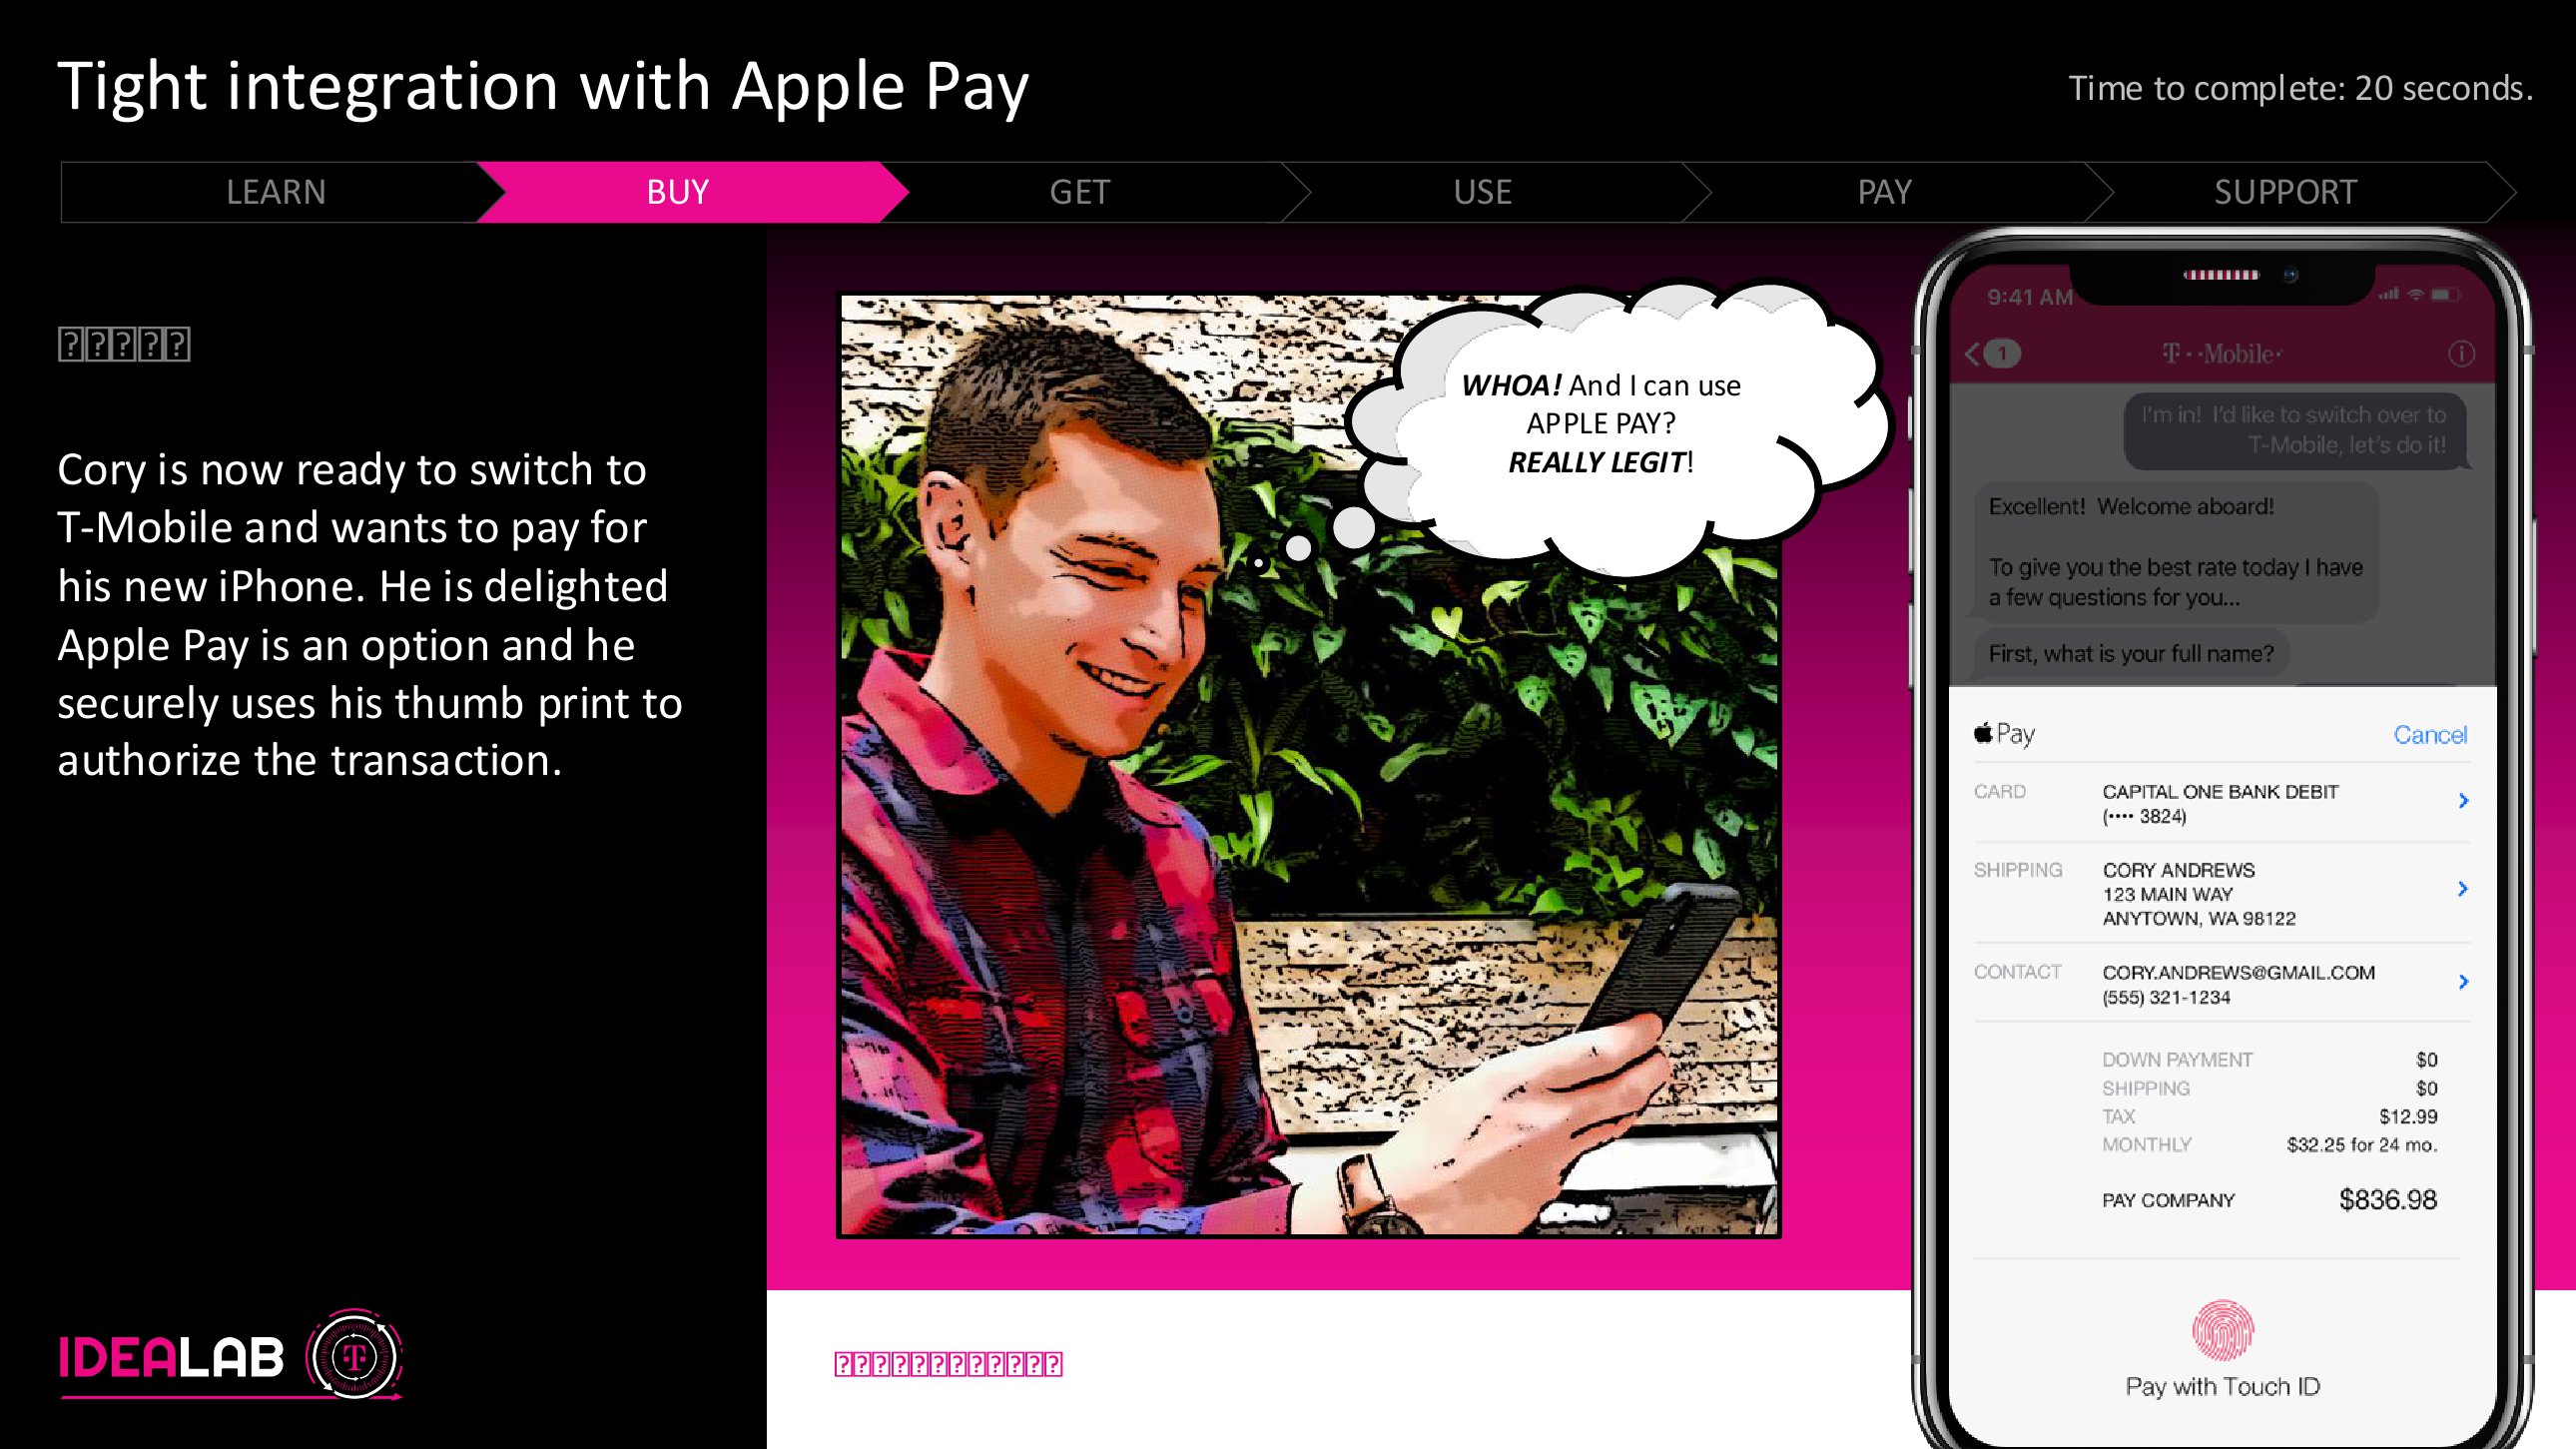 Tight integration with Apple Pay
Time to complete: 20 seconds.
LEARN
BUY
GET
USE
PAY
SUPPORT
Cory is now ready to switch to
T-Mobile and wants to pay for
his new iPhone. He is delighted
Apple Pay is an option and he
securely uses his thumb print to
authorize the transaction.
WHOA! And I can use
APPLE PAY?
REALLY LEGIT!
9:41 AM
1
T··Mobile·
I'm in!  I'd like to switch over to
T-Mobile, let's do it!
Excellent!  Welcome aboard!
To give you the best rate today I have
a few questions for you...
First, what is your full name?
Pay
Cancel
CARD
CAPITAL ONE BANK DEBIT
(•••• 3824)
SHIPPING
CORY ANDREWS
123 MAIN WAY
ANYTOWN, WA 98122
CONTACT
CORY.ANDREWS@GMAIL.COM
(555) 321-1234
DOWN PAYMENT $0
SHIPPING $0
TAX $12.99
MONTHLY $32.25 for 24 mo.
PAY COMPANY $836.98
Pay with Touch ID
IDEALAB
T